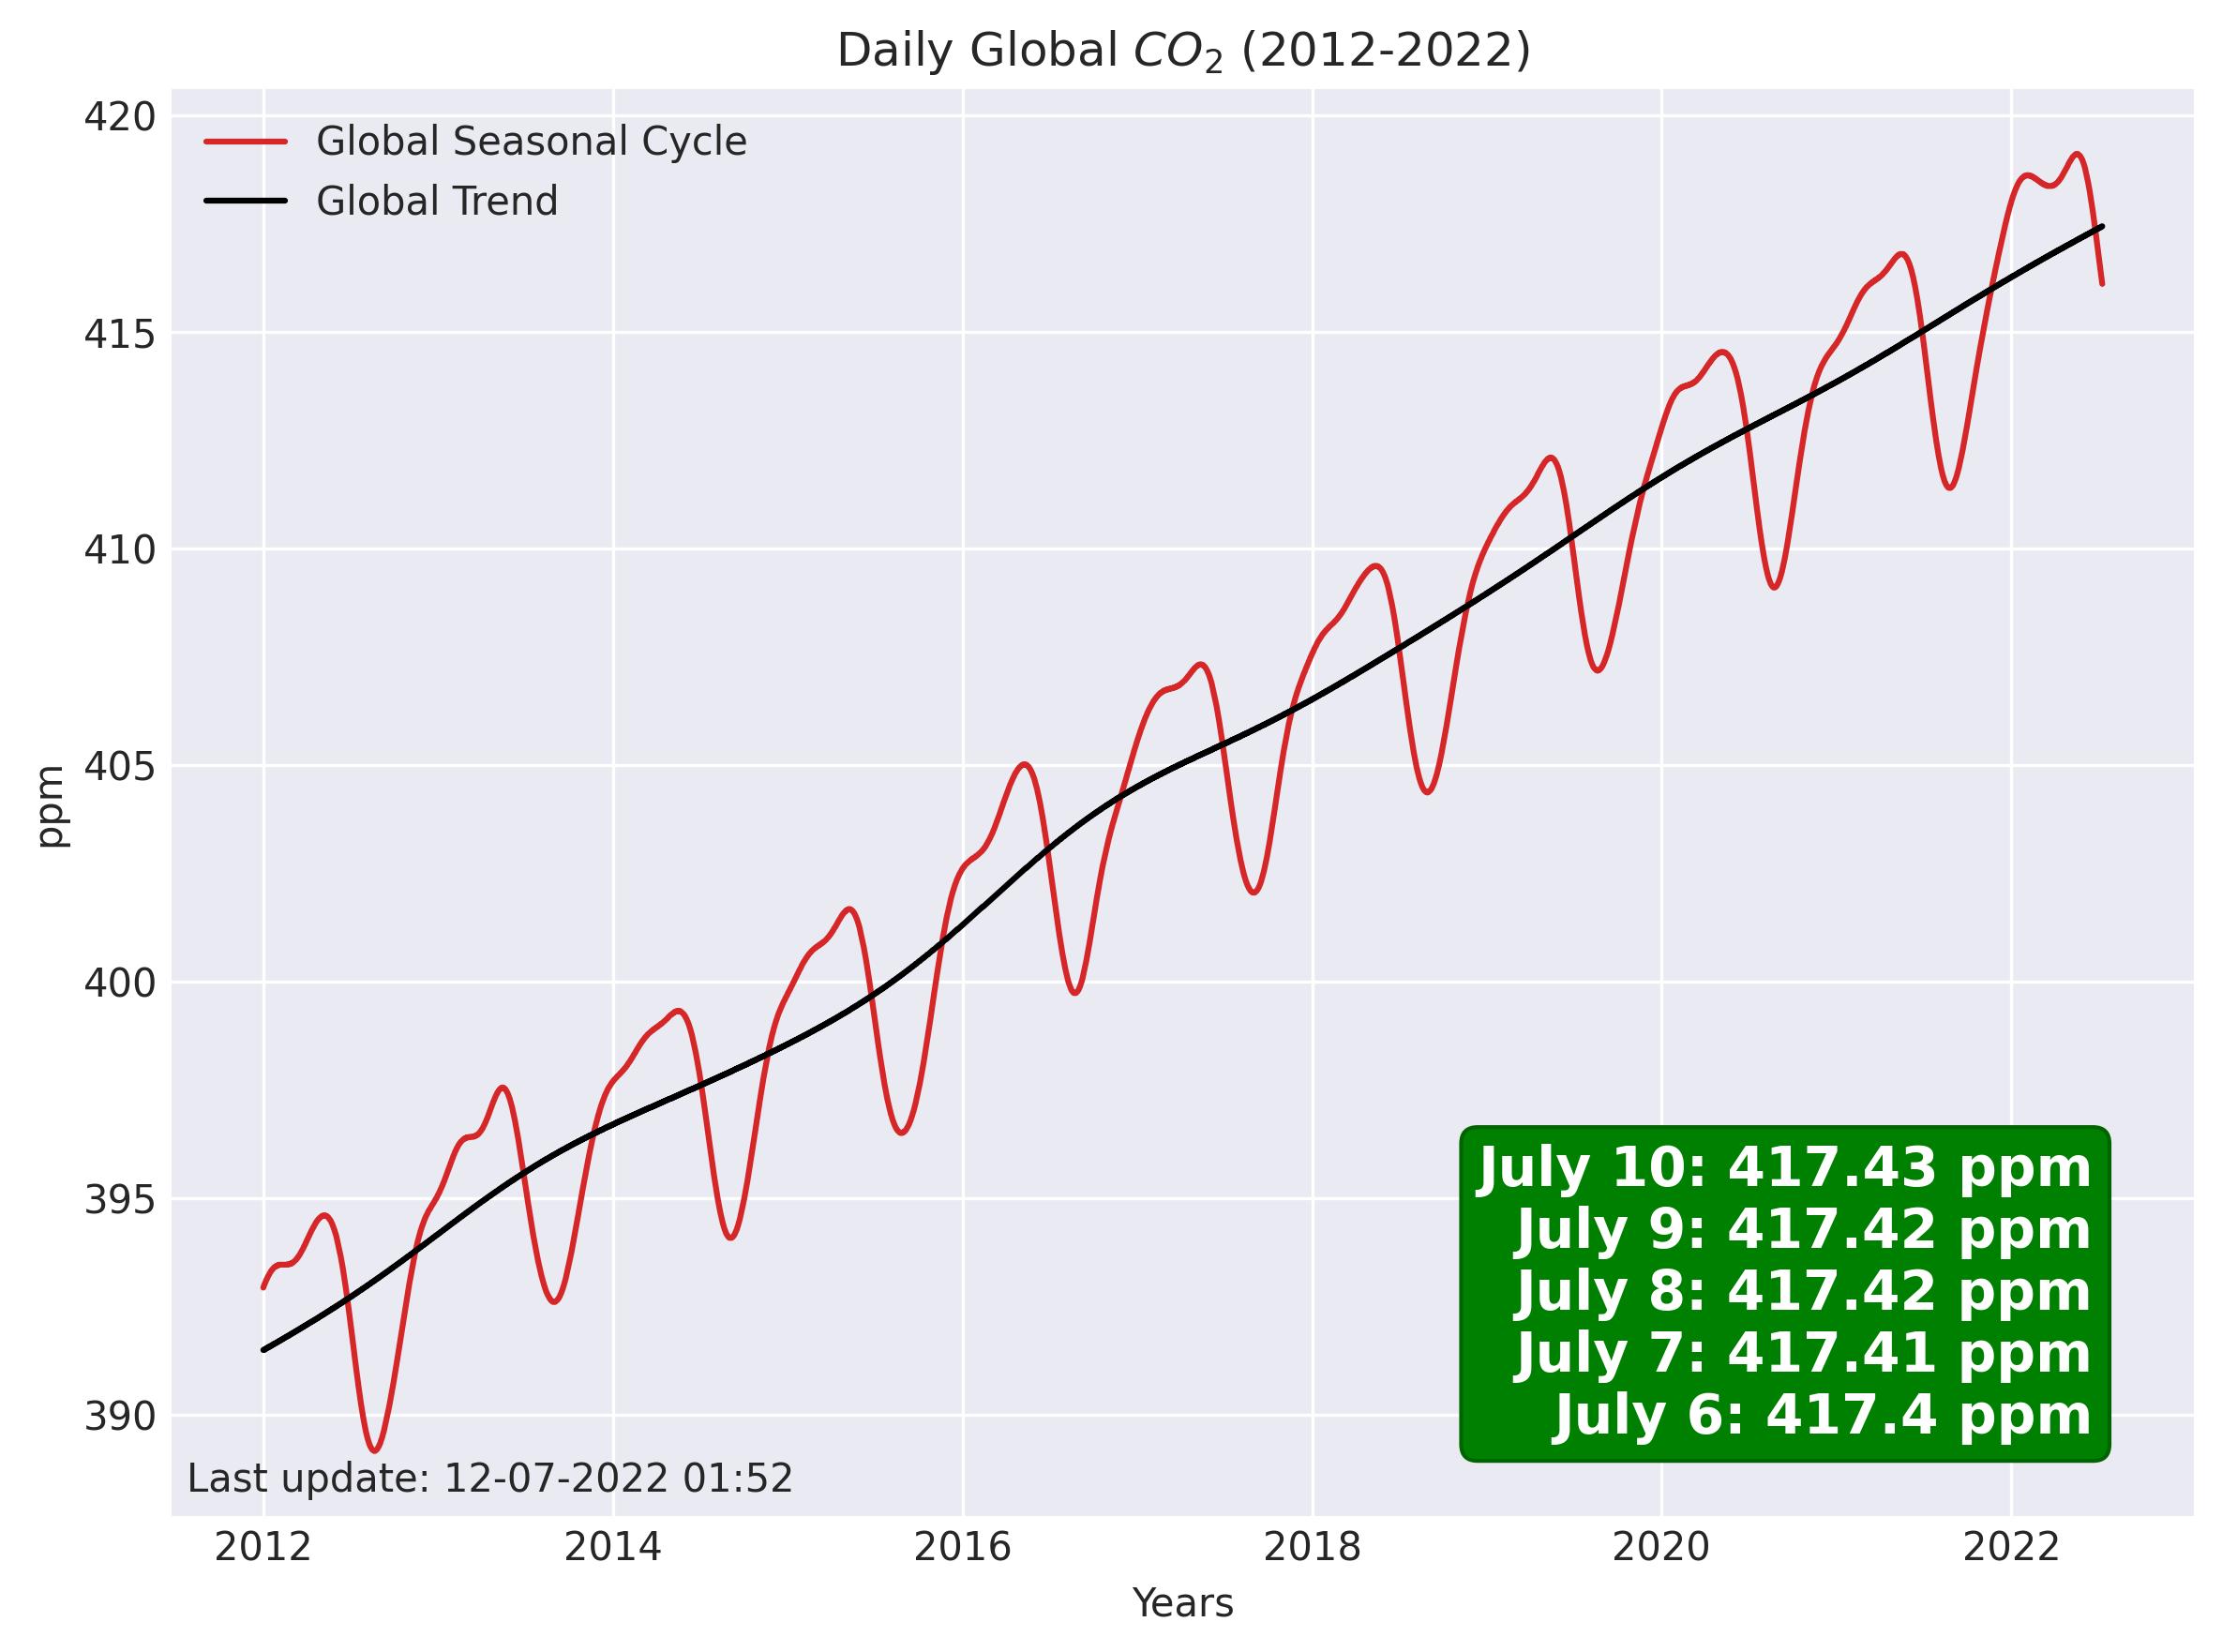 Daily Global CO₂ (2012-2022)
420
415
410
405
400
395
390
ppm
Global Seasonal Cycle
Global Trend
July 10: 417.43 ppm
July 9: 417.42 ppm
July 8: 417.42 ppm
July 7: 417.41 ppm
July 6: 417.4 ppm
Last update: 12-07-2022 01:52
2012 2014 2016 2018 2020 2022
Years